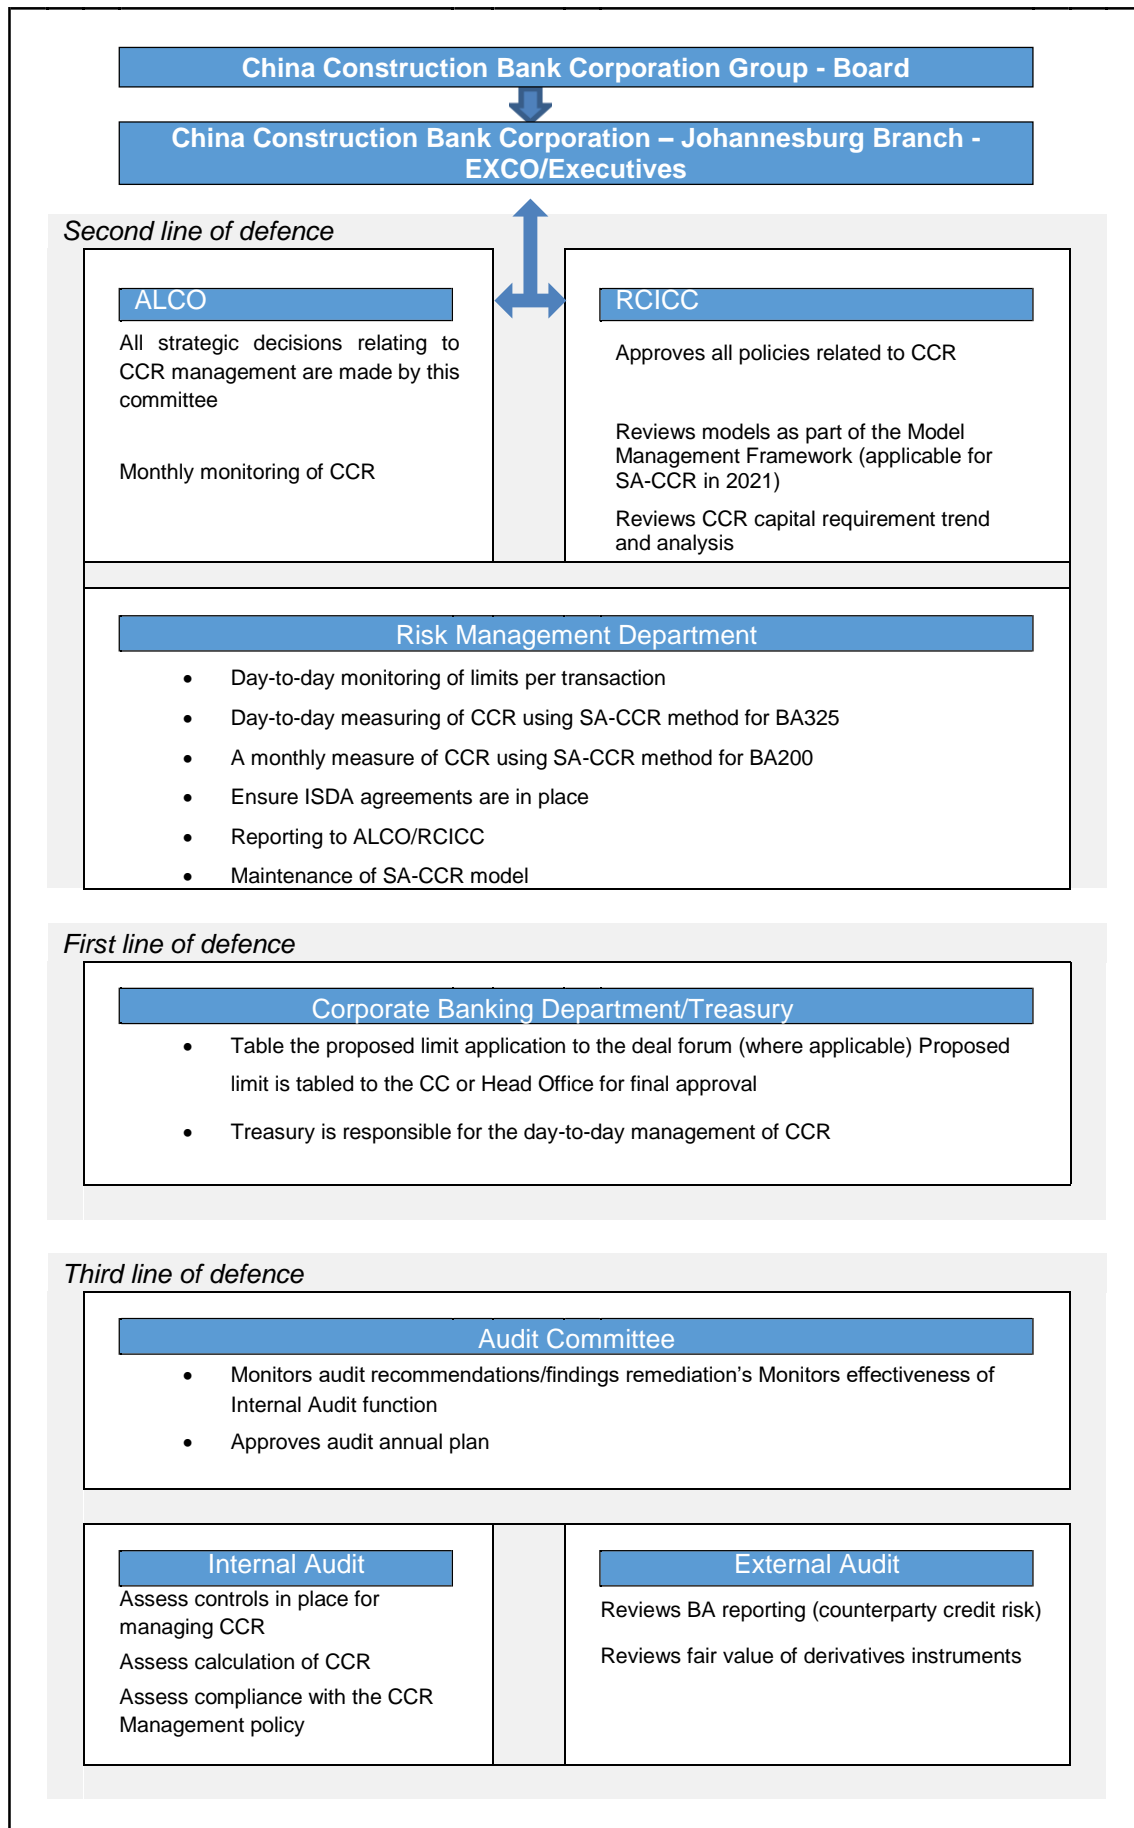 China Construction Bank Corporation Group - Board
China Construction Bank Corporation – Johannesburg Branch -
EXCO/Executives
Second line of defence
ALCO
All strategic decisions relating to
CCR management are made by this
committee
Monthly monitoring of CCR
RCICC
Approves all policies related to CCR
Reviews models as part of the Model
Management Framework (applicable for
SA-CCR in 2021)
Reviews CCR capital requirement trend
and analysis
Risk Management Department
• Day-to-day monitoring of limits per transaction
• Day-to-day measuring of CCR using SA-CCR method for BA325
• A monthly measure of CCR using SA-CCR method for BA200
• Ensure ISDA agreements are in place
• Reporting to ALCO/RCICC
• Maintenance of SA-CCR model
First line of defence
Corporate Banking Department/Treasury
• Table the proposed limit application to the deal forum (where applicable) Proposed
limit is tabled to the CC or Head Office for final approval
• Treasury is responsible for the day-to-day management of CCR
Third line of defence
Audit Committee
• Monitors audit recommendations/findings remediation's Monitors effectiveness of
Internal Audit function
• Approves audit annual plan
Internal Audit
Assess controls in place for
managing CCR
Assess calculation of CCR
Assess compliance with the CCR
Management policy
External Audit
Reviews BA reporting (counterparty credit risk)
Reviews fair value of derivatives instruments